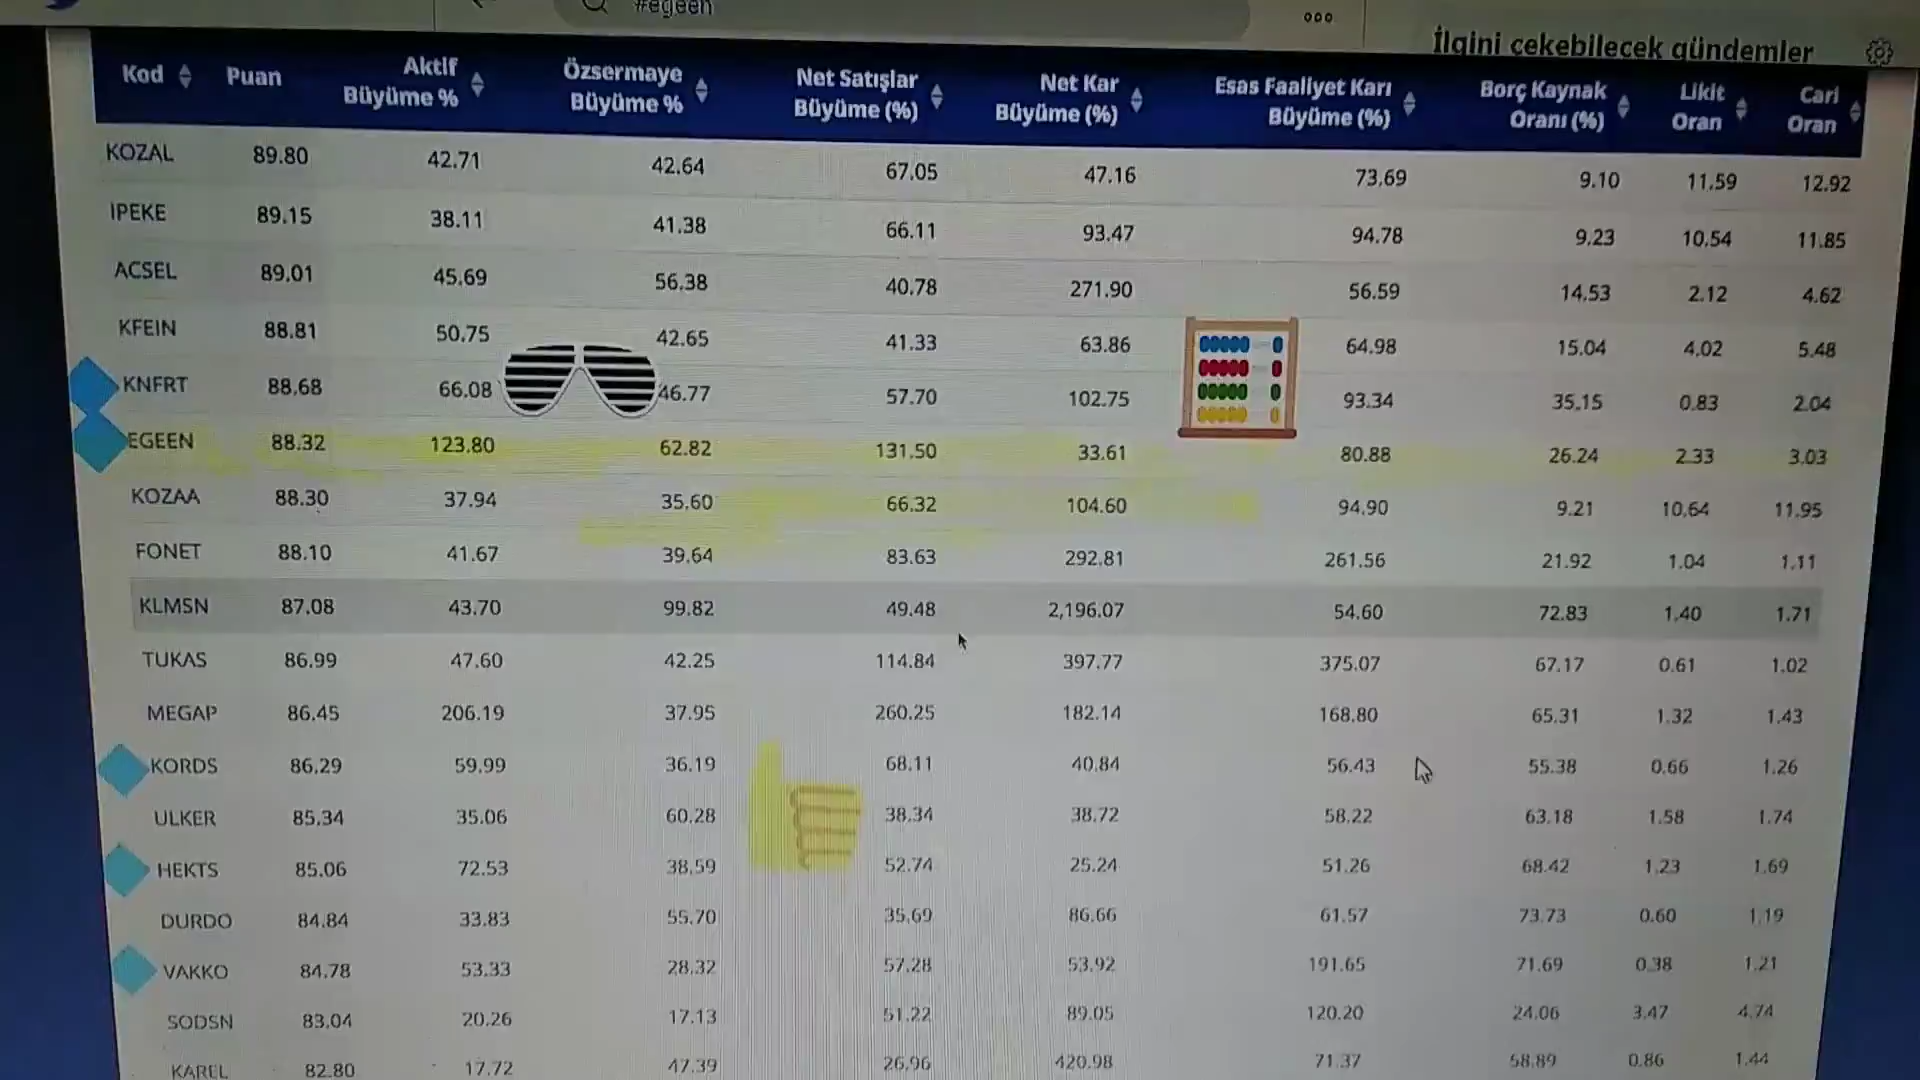 #egeen
İlgini çekebilecek gündemler
Kod Puan Aktif Büyüme % Özsermaye Büyüme % Net Satışlar Büyüme (%) Net Kar Büyüme (%) Esas Faaliyet Karı Büyüme (%) Borç Kaynak Oranı (%) Likit Oran Cari Oran
KOZAL 89.80 42.71 42.64 67.05 47.16 73.69 9.10 11.59 12.92
IPEKE 89.15 38.11 41.38 66.11 93.47 94.78 9.23 10.54 11.85
ACSEL 89.01 45.69 56.38 40.78 271.90 56.59 14.53 2.12 4.62
KFEIN 88.81 50.75 42.65 41.33 63.86 64.98 15.04 4.02 5.48
KNFRT 88.68 66.08 46.77 57.70 102.75 93.34 35.15 0.83 2.04
EGEEN 88.32 123.80 62.82 131.50 33.61 80.88 26.24 2.33 3.03
KOZAA 88.30 37.94 35.60 66.32 104.60 94.90 9.21 10.64 11.95
FONET 88.10 41.67 39.64 83.63 292.81 261.56 21.92 1.04 1.11
KLMSN 87.08 43.70 99.82 49.48 2,196.07 54.60 72.83 1.40 1.71
TUKAS 86.99 47.60 42.25 114.84 397.77 375.07 67.17 0.61 1.02
MEGAP 86.45 206.19 37.95 260.25 182.14 168.80 65.31 1.32 1.43
KORDS 86.29 59.99 36.19 68.11 40.84 56.43 55.38 0.66 1.26
ULKER 85.34 35.06 60.28 38.34 38.72 58.22 63.18 1.58 1.74
HEKTS 85.06 72.53 38.59 52.74 25.24 51.26 68.42 1.23 1.69
DURDO 84.84 33.83 55.70 35.69 86.66 61.57 73.73 0.60 1.19
VAKKO 84.78 53.33 28.32 57.28 53.92 191.65 71.69 0.38 1.21
SODSN 83.04 20.26 17.13 51.22 89.05 120.20 24.06 3.47 4.74
KAREL 82.80 17.72 47.39 26.96 420.98 71.37 58.89 0.86 1.44